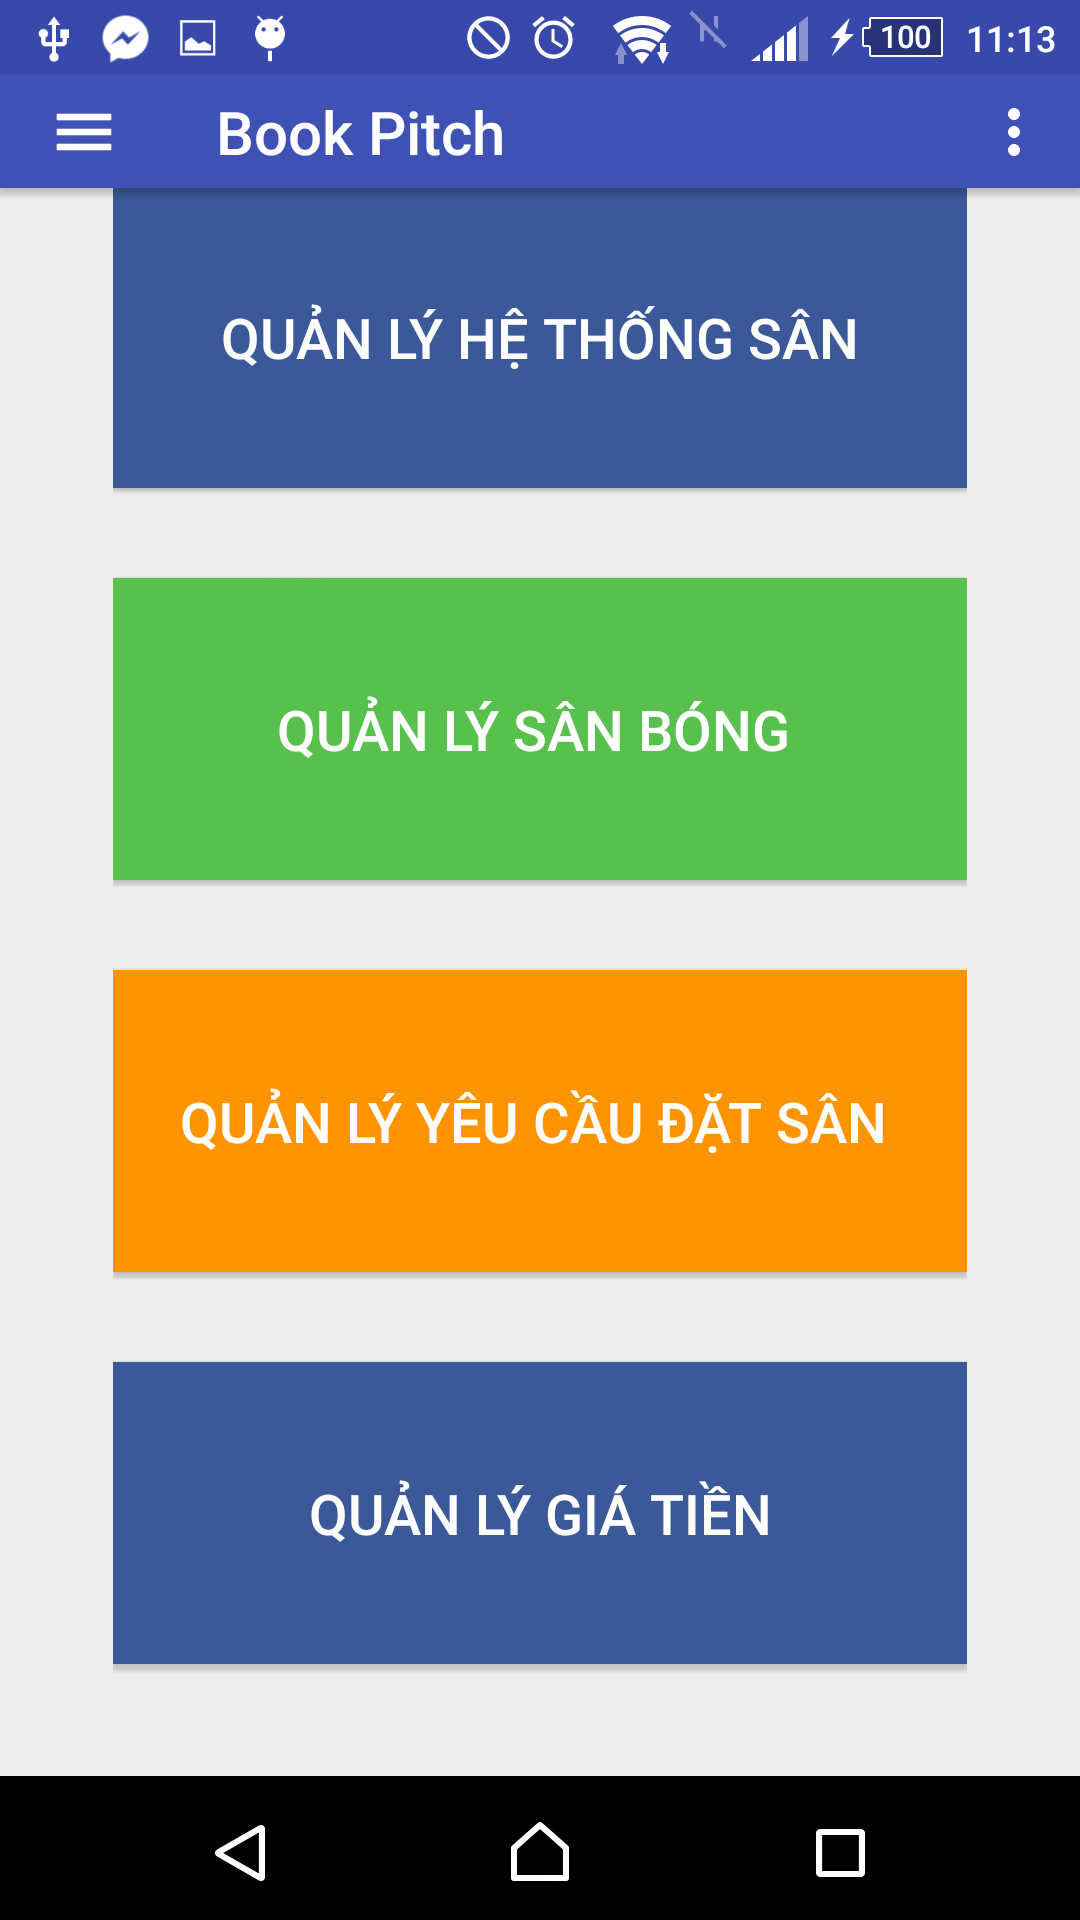 100 11:13
Book Pitch
QUẢN LÝ HỆ THỐNG SÂN
QUẢN LÝ SÂN BÓNG
QUẢN LÝ YÊU CẦU ĐẶT SÂN
QUẢN LÝ GIÁ TIỀN